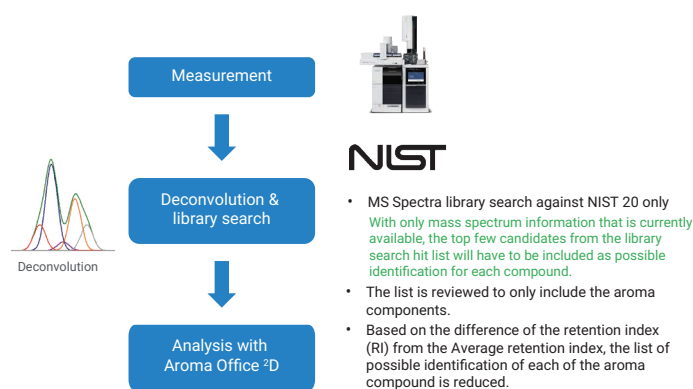 Measurement
NIST
Deconvolution &
library search
Deconvolution
• MS Spectra library search against NIST 20 only
With only mass spectrum information that is currently
available, the top few candidates from the library
search hit list will have to be included as possible
identification for each compound.
• The list is reviewed to only include the aroma
components.
Analysis with
Aroma Office ²D
• Based on the difference of the retention index
(RI) from the Average retention index, the list of
possible identification of each of the aroma
compound is reduced.